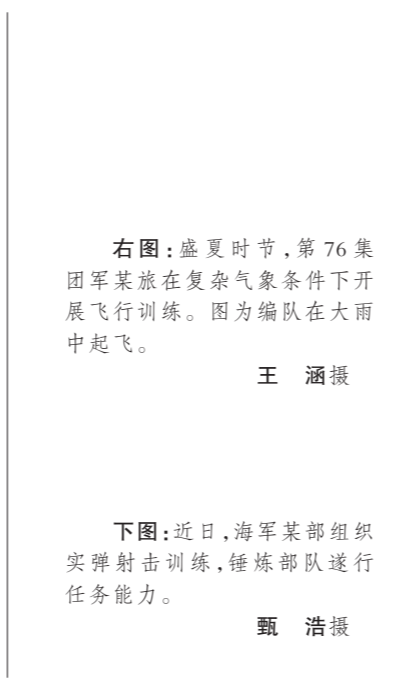 右图：盛夏时节，第76集
团军某旅在复杂气象条件下开
展飞行训练。图为编队在大雨
中起飞。
王　涵摄
下图：近日，海军某部组织
实弹射击训练，锤炼部队遂行
任务能力。
甄　浩摄